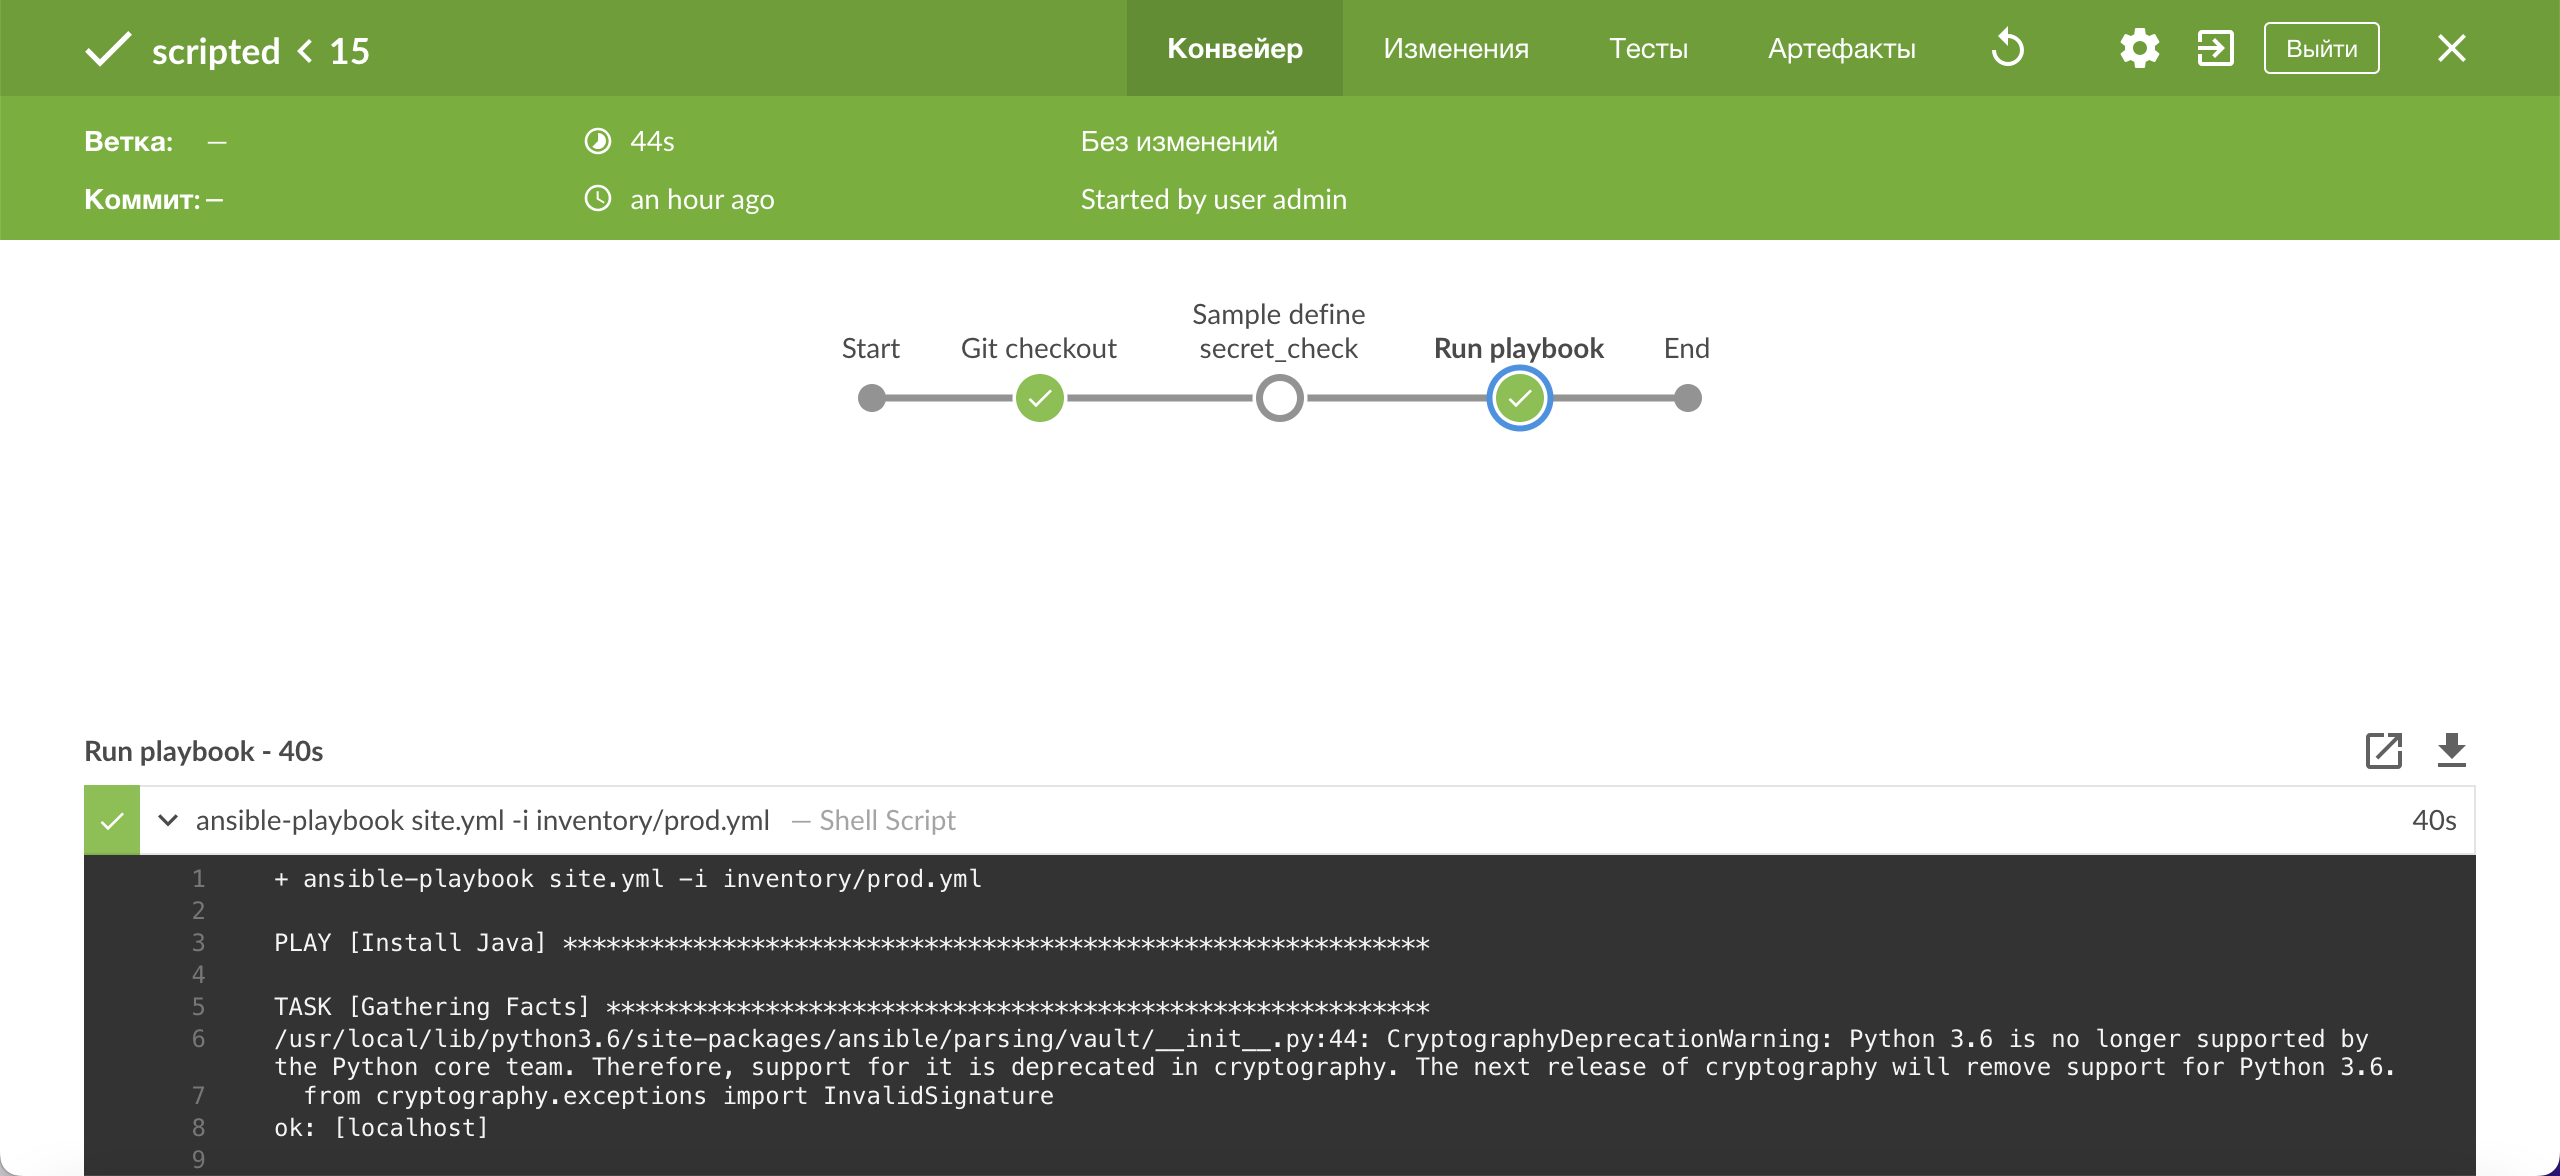 scripted < 15
Конвейер Изменения Тесты Артефакты Выйти
Ветка: — 44s Без изменений
Коммит: — an hour ago Started by user admin
Start Git checkout Sample define secret_check Run playbook End
Run playbook - 40s
ansible-playbook site.yml -i inventory/prod.yml — Shell Script 40s
1 + ansible-playbook site.yml -i inventory/prod.yml
2
3 PLAY [Install Java] ************************************************************
4
5 TASK [Gathering Facts] *********************************************************
6 /usr/local/lib/python3.6/site-packages/ansible/parsing/vault/__init__.py:44: CryptographyDeprecationWarning: Python 3.6 is no longer supported by
the Python core team. Therefore, support for it is deprecated in cryptography. The next release of cryptography will remove support for Python 3.6.
7 from cryptography.exceptions import InvalidSignature
8 ok: [localhost]
9